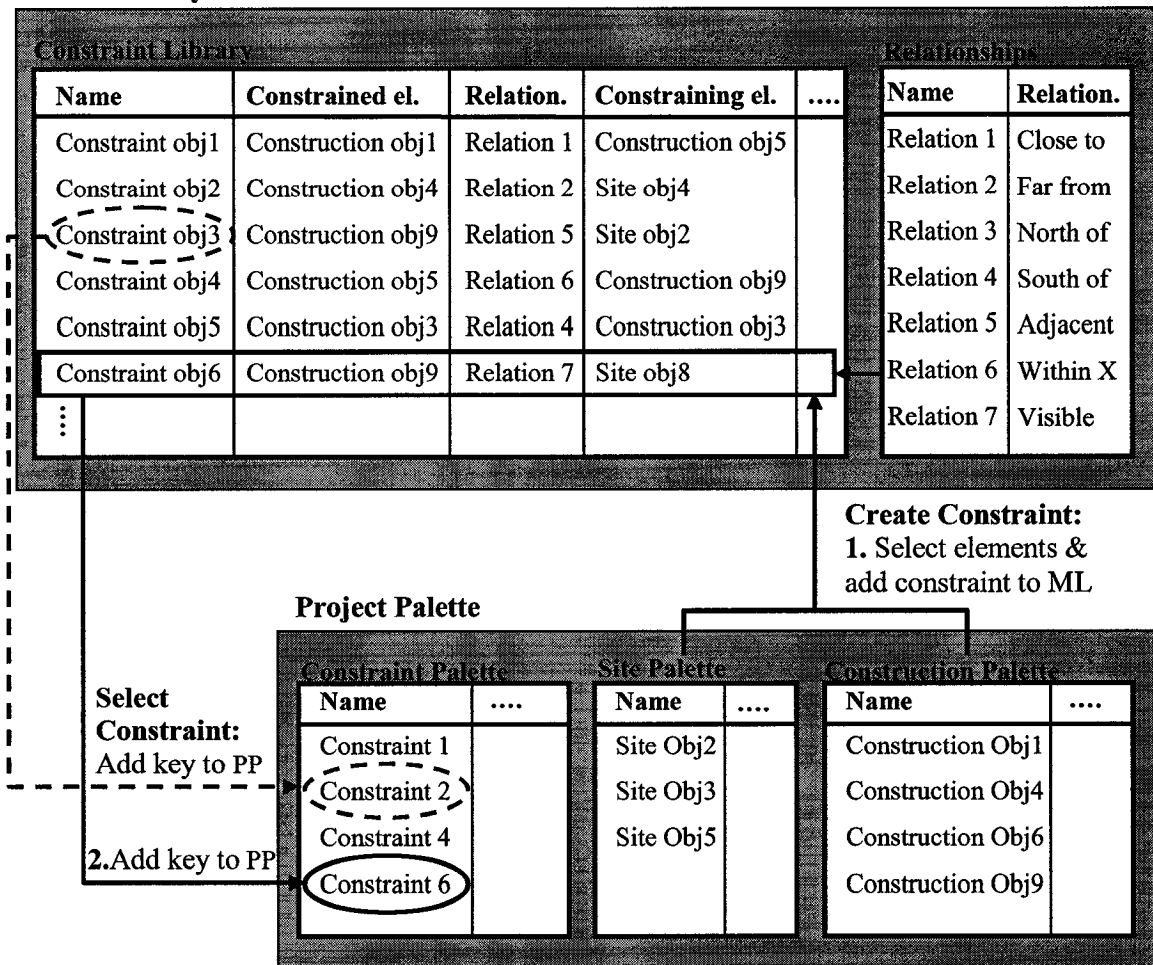 Constraint Library
Name Constrained el. Relation. Constraining el. ....
Constraint obj1 Construction obj1 Relation 1 Construction obj5
Constraint obj2 Construction obj4 Relation 2 Site obj4
Constraint obj3 Construction obj9 Relation 5 Site obj2
Constraint obj4 Construction obj5 Relation 6 Construction obj9
Constraint obj5 Construction obj3 Relation 4 Construction obj3
Constraint obj6 Construction obj9 Relation 7 Site obj8
Relationships
Name Relation.
Relation 1 Close to
Relation 2 Far from
Relation 3 North of
Relation 4 South of
Relation 5 Adjacent
Relation 6 Within X
Relation 7 Visible
Create Constraint:
1. Select elements &
add constraint to ML
Project Palette
Select
Constraint:
Add key to PP
2.Add key to PP
Constraint Palette
Name ....
Constraint 1
Constraint 2
Constraint 4
Constraint 6
Site Palette
Name ....
Site Obj2
Site Obj3
Site Obj5
Construction Palette
Name ....
Construction Obj1
Construction Obj4
Construction Obj6
Construction Obj9